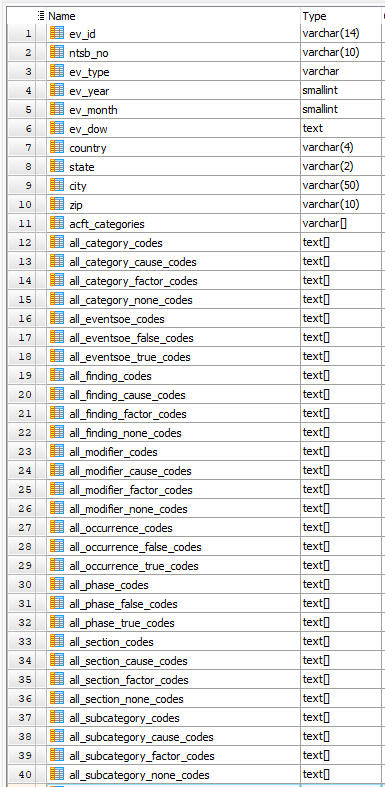 Name Type
1 ev_id varchar(14)
2 ntsb_no varchar(10)
3 ev_type varchar
4 ev_year smallint
5 ev_month smallint
6 ev_dow text
7 country varchar(4)
8 state varchar(2)
9 city varchar(50)
10 zip varchar(10)
11 acft_categories varchar[]
12 all_category_codes text[]
13 all_category_cause_codes text[]
14 all_category_factor_codes text[]
15 all_category_none_codes text[]
16 all_eventsoe_codes text[]
17 all_eventsoe_false_codes text[]
18 all_eventsoe_true_codes text[]
19 all_finding_codes text[]
20 all_finding_cause_codes text[]
21 all_finding_factor_codes text[]
22 all_finding_none_codes text[]
23 all_modifier_codes text[]
24 all_modifier_cause_codes text[]
25 all_modifier_factor_codes text[]
26 all_modifier_none_codes text[]
27 all_occurrence_codes text[]
28 all_occurrence_false_codes text[]
29 all_occurrence_true_codes text[]
30 all_phase_codes text[]
31 all_phase_false_codes text[]
32 all_phase_true_codes text[]
33 all_section_codes text[]
34 all_section_cause_codes text[]
35 all_section_factor_codes text[]
36 all_section_none_codes text[]
37 all_subcategory_codes text[]
38 all_subcategory_cause_codes text[]
39 all_subcategory_factor_codes text[]
40 all_subcategory_none_codes text[]